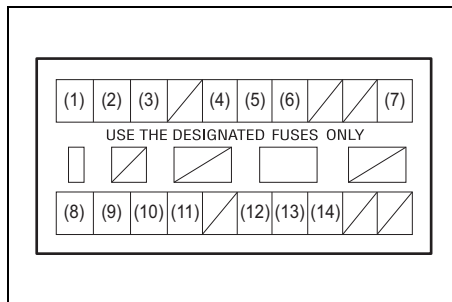 (1) (2) (3) (4) (5) (6) (7)
USE THE DESIGNATED FUSES ONLY
(8) (9) (10) (11) (12) (13) (14)